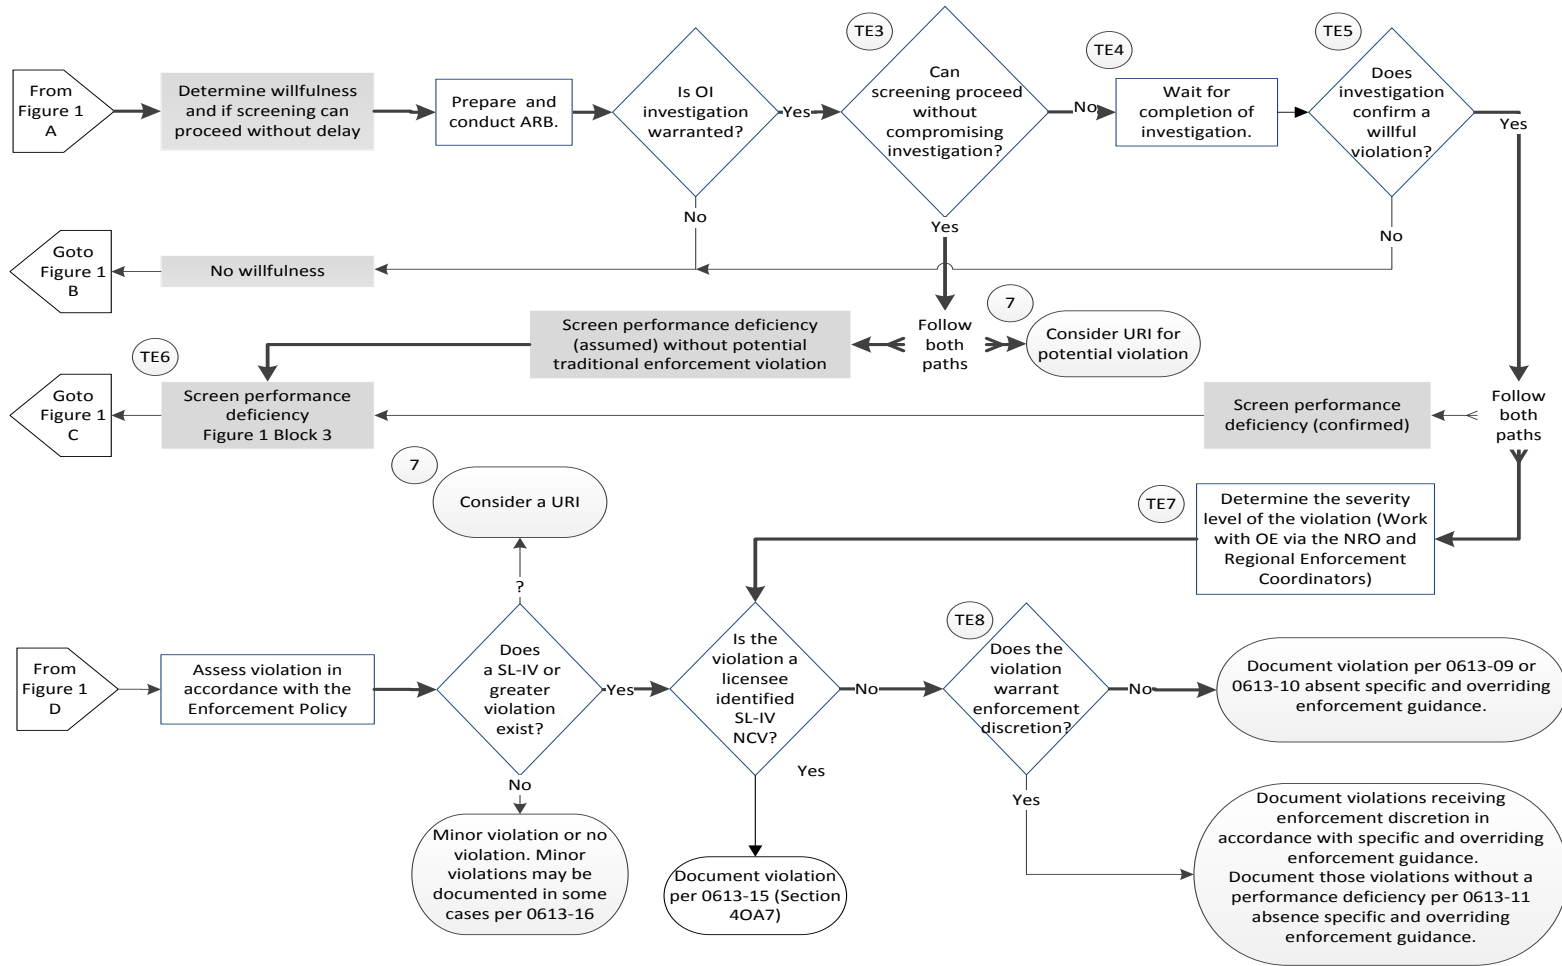 From
Figure 1
A
Determine willfulness
and if screening can
proceed without delay
Prepare and
conduct ARB.
Is OI
investigation
warranted?
Yes
No
TE3
Can
screening proceed
without
compromising
investigation?
No
Yes
TE4
Wait for
completion of
investigation.
TE5
Does
investigation
confirm a
willful
violation?
Yes
No
Goto
Figure 1
B
No willfulness
Screen performance deficiency
(assumed) without potential
traditional enforcement violation
Follow
both
paths
7
Consider URI for
potential violation
TE6
Goto
Figure 1
C
Screen performance
deficiency
Figure 1 Block 3
Screen performance
deficiency (confirmed)
Follow
both
paths
7
Consider a URI
?
TE7
Determine the severity
level of the violation (Work
with OE via the NRO and
Regional Enforcement
Coordinators)
From
Figure 1
D
Assess violation in
accordance with the
Enforcement Policy
Does
a SL-IV or
greater
violation
exist?
Yes
No
Is the
violation a
licensee
identified
SL-IV
NCV?
No
Yes
TE8
Does the
violation
warrant
enforcement
discretion?
No
Yes
Document violation per 0613-09 or
0613-10 absent specific and overriding
enforcement guidance.
Minor violation or no
violation. Minor
violations may be
documented in some
cases per 0613-16
Document violation
per 0613-15 (Section
4OA7)
Document violations receiving
enforcement discretion in
accordance with specific and overriding
enforcement guidance.
Document those violations without a
performance deficiency per 0613-11
absence specific and overriding
enforcement guidance.